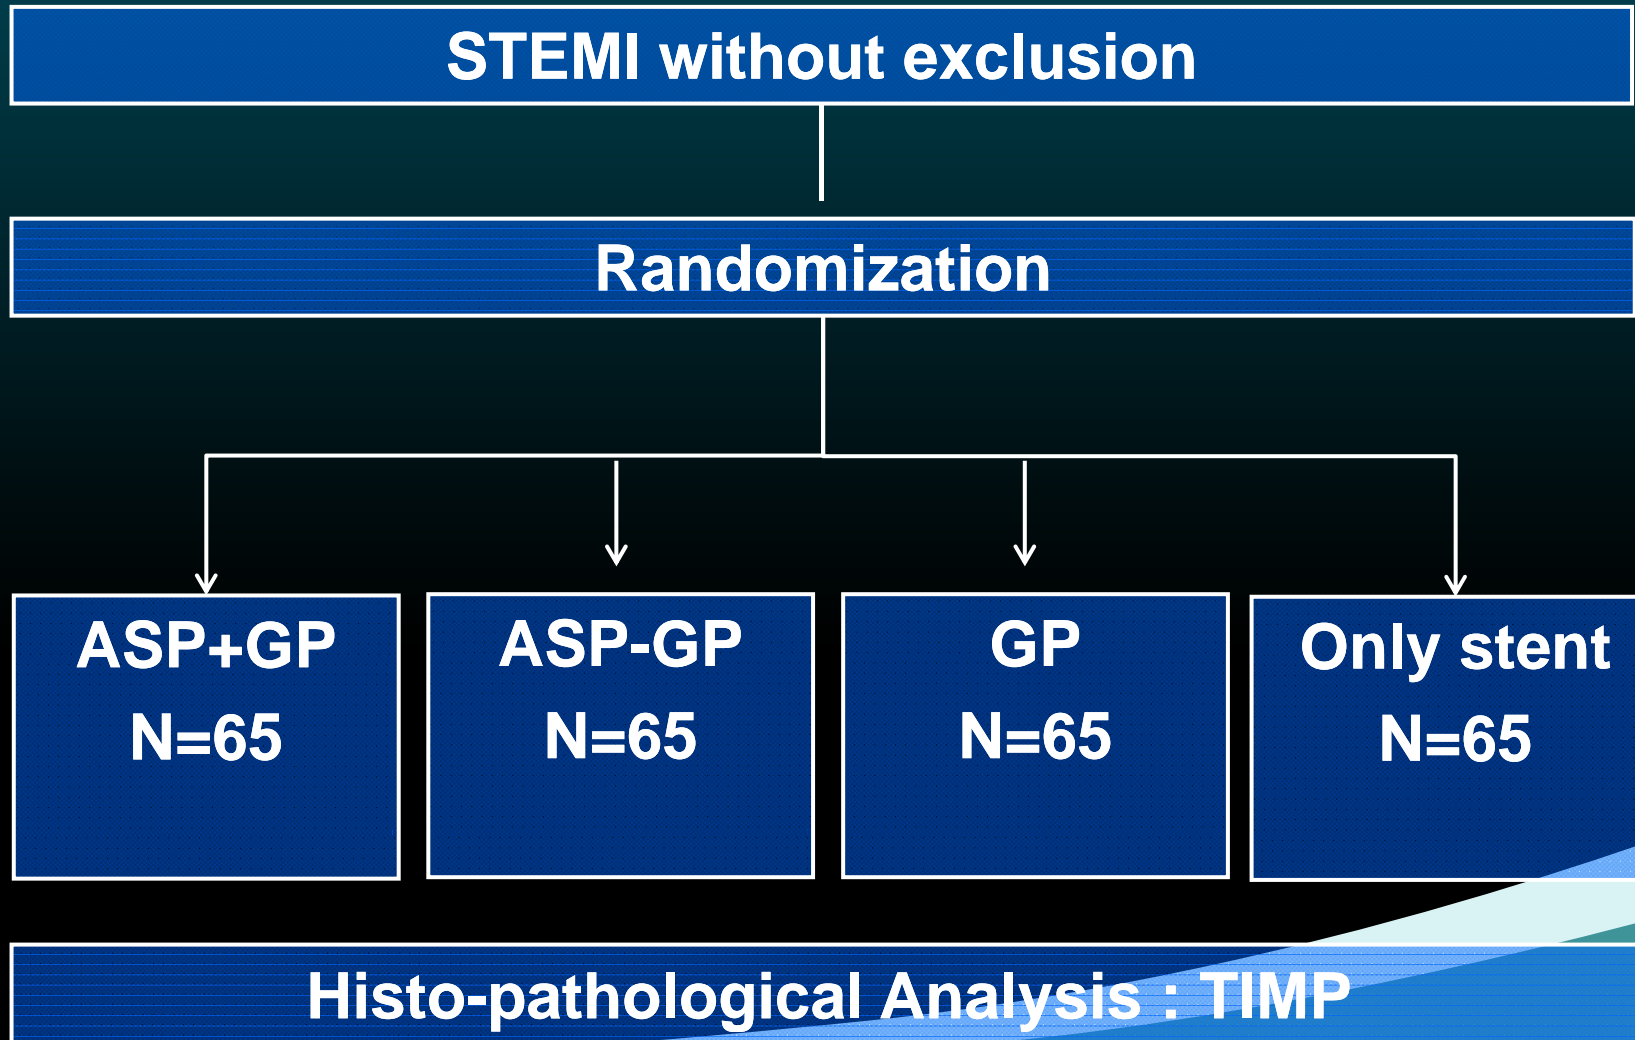 STEMI without exclusion
Randomization
ASP+GP
N=65
ASP-GP
N=65
GP
N=65
Only stent
N=65
Histo-pathological Analysis : TIMP